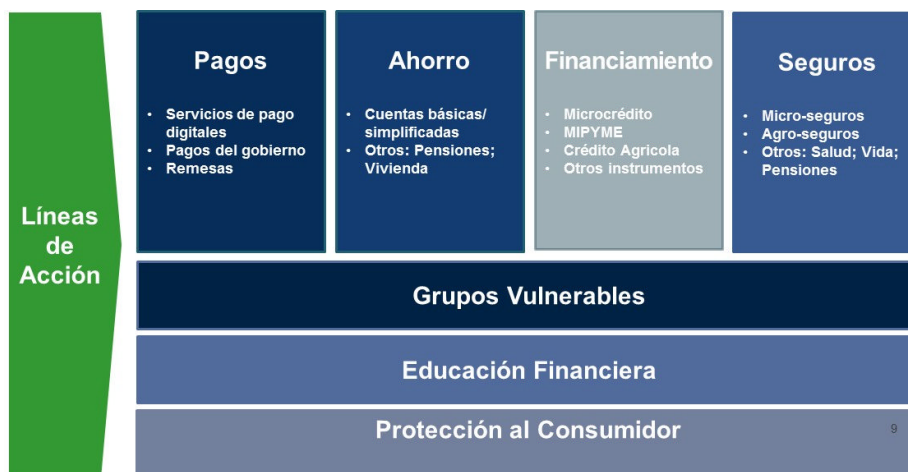 Líneas
de
Acción
Pagos
• Servicios de pago
digitales
• Pagos del gobierno
• Remesas
Ahorro
• Cuentas básicas/
simplificadas
• Otros: Pensiones;
Vivienda
Financiamiento
• Microcrédito
• MIPYME
• Crédito Agricola
• Otros instrumentos
Seguros
• Micro-seguros
• Agro-seguros
• Otros: Salud; Vida;
Pensiones
Grupos Vulnerables
Educación Financiera
Protección al Consumidor
9